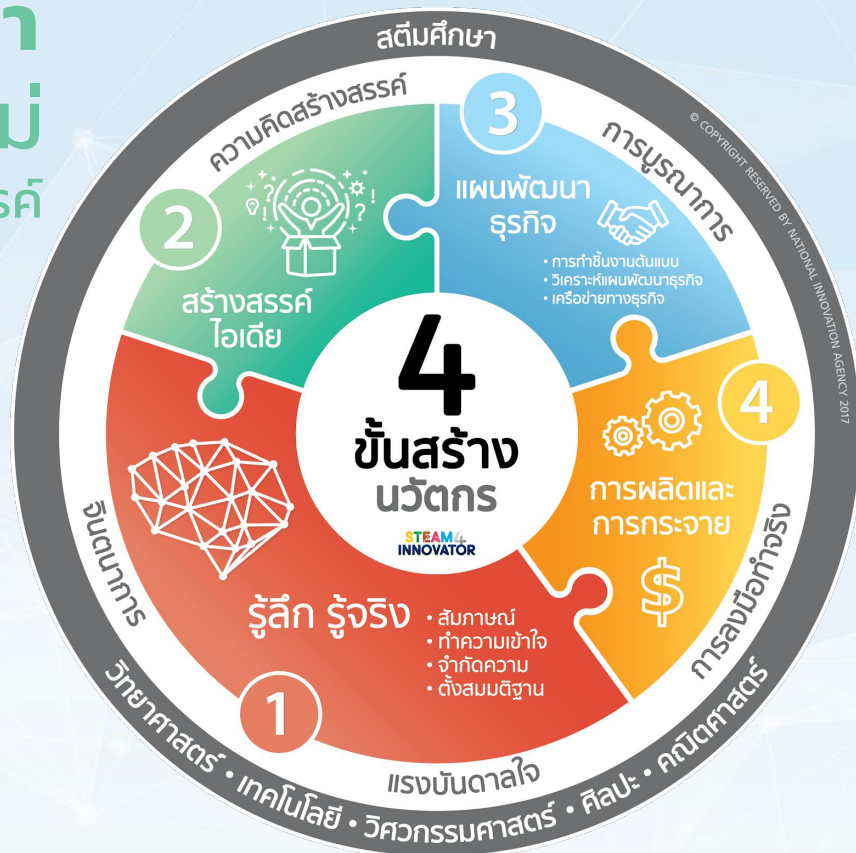 า
ม่
รค์
สตีมศึกษา
ความคิดสร้างสรรค์
การบูรณาการ
© COPYRIGHT RESERVED BY NATIONAL INNOVATION AGENCY 2017
2
สร้างสรรค์
ไอเดีย
3
แผนพัฒนา
ธุรกิจ
• การทำชิ้นงานต้นแบบ
• วิเคราะห์แผนพัฒนาธุรกิจ
• เครือข่ายทางธุรกิจ
4
ขั้นสร้าง
นวัตกร
STEAM4
INNOVATOR
4
การผลิตและ
การกระจาย
$
การลงมือทำจริง
จินตนาการ
รู้ลึก รู้จริง
• สัมภาษณ์
• ทำความเข้าใจ
• จำกัดความ
• ตั้งสมมติฐาน
1
แรงบันดาลใจ
วิทยาศาสตร์ • เทคโนโลยี • วิศวกรรมศาสตร์ • ศิลปะ • คณิตศาสตร์